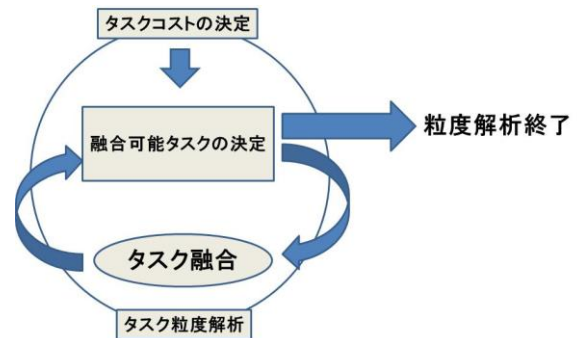 タスクコストの決定
融合可能タスクの決定
粒度解析終了
タスク融合
タスク粒度解析